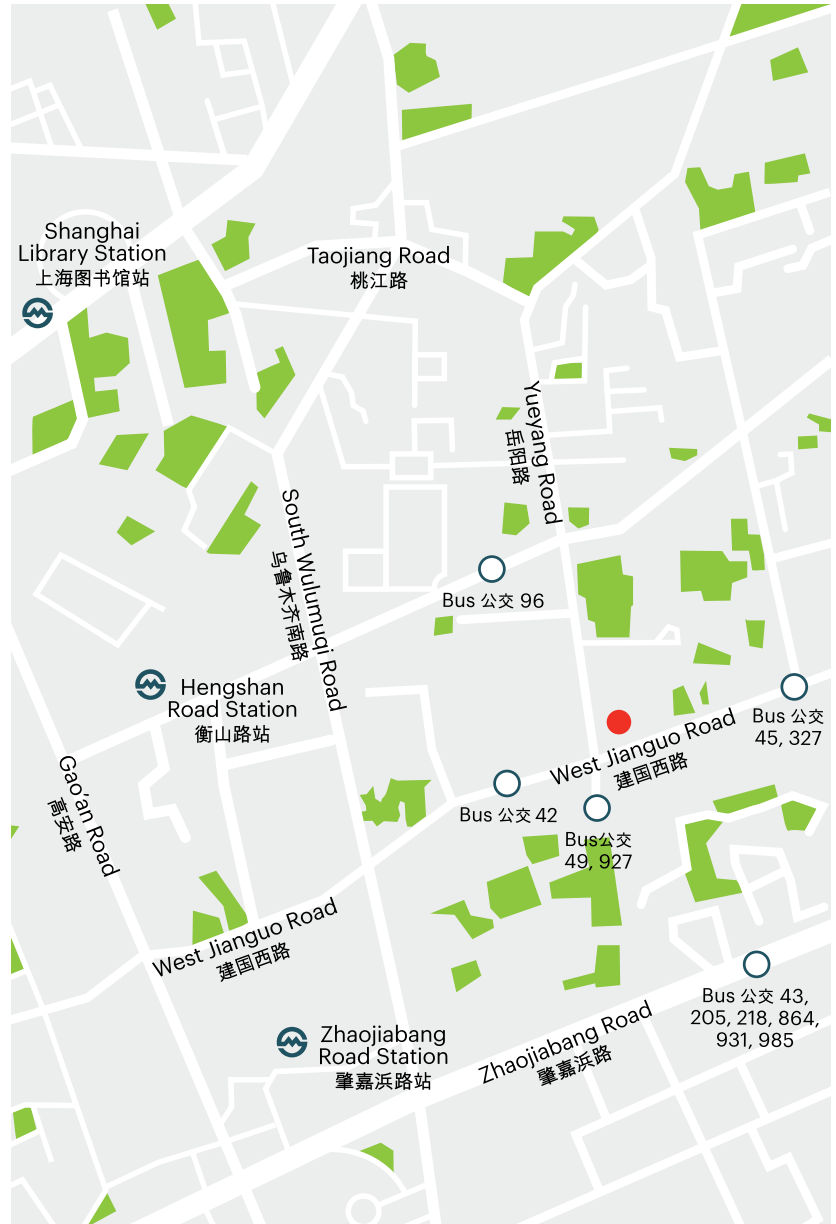 Shanghai
Library Station
上海图书馆站
Taojiang Road
桃江路
Yueyang Road
岳阳路
South Wulumuqi Road
乌鲁木齐南路
Bus 公交 96
Hengshan
Road Station
衡山路站
Bus 公交
45, 327
West Jianguo Road
建国西路
Gao’an Road
高安路
Bus 公交 42
Bus公交
49, 927
West Jianguo Road
建国西路
Bus 公交 43,
205, 218, 864,
931, 985
Zhaojiabang
Road Station
肇嘉浜路站
Zhaojiabang Road
肇嘉浜路